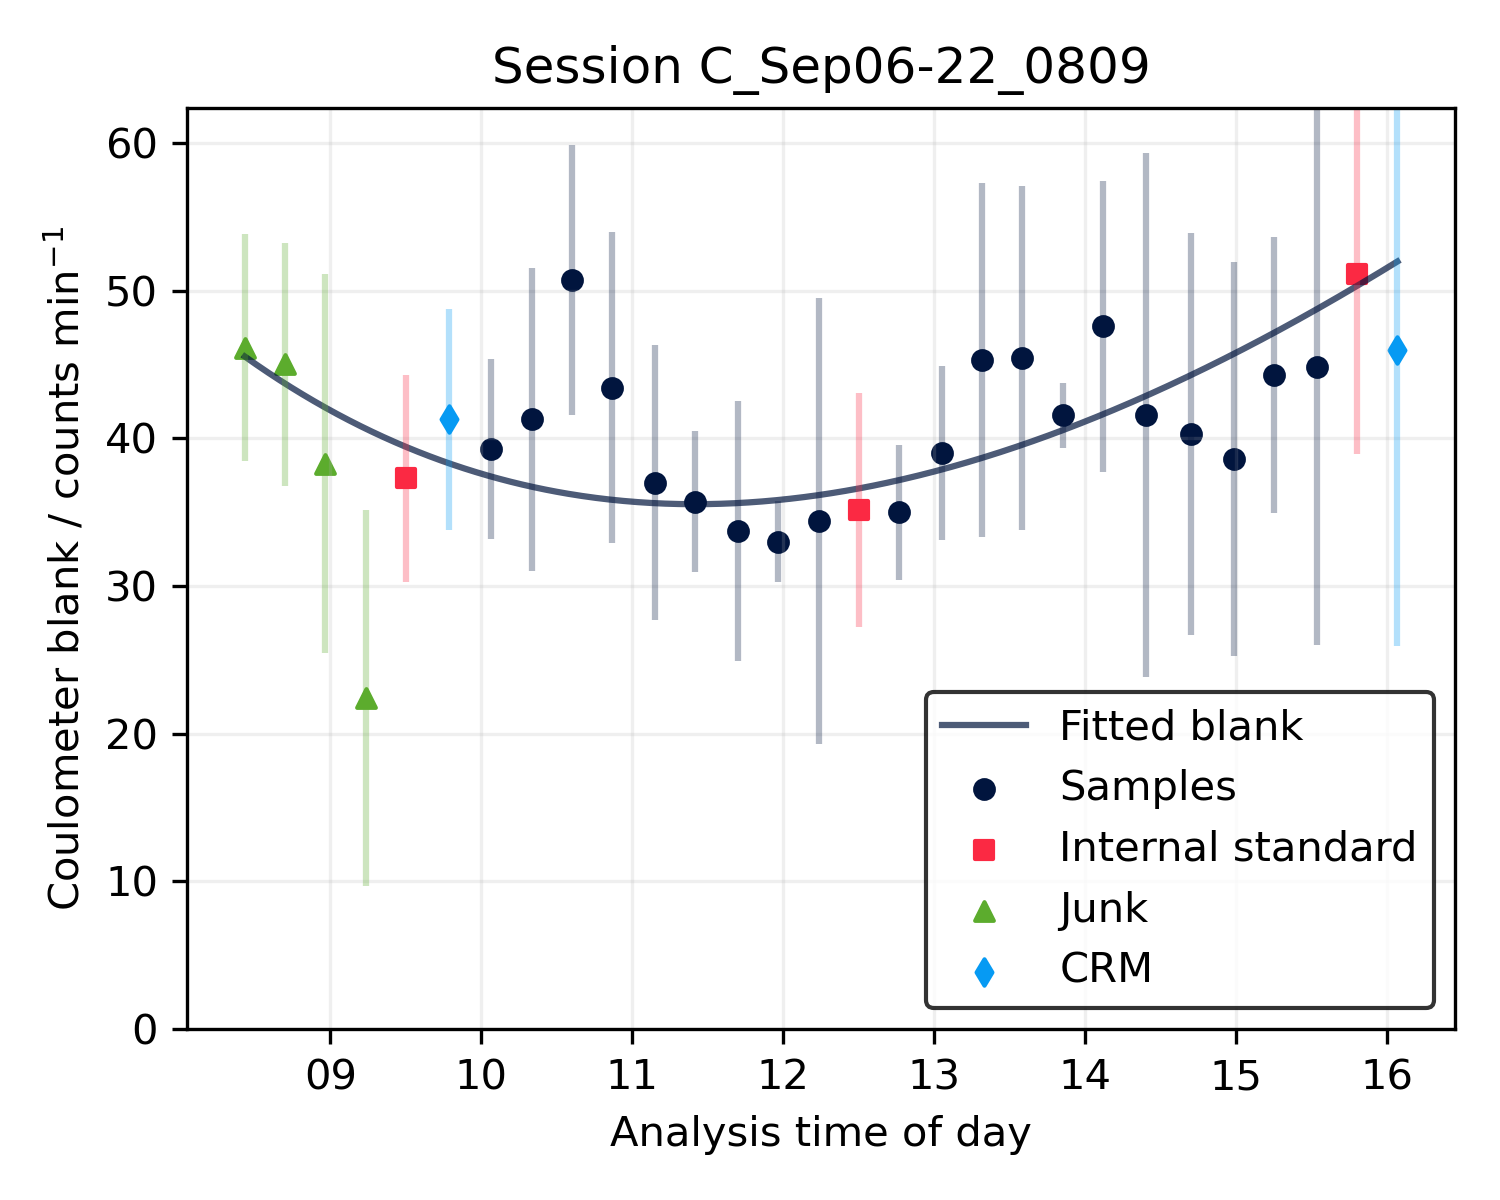 Session C_Sep06-22_0809
Coulometer blank / counts min⁻¹
60
50
40
30
20
10
0
Fitted blank
Samples
Internal standard
Junk
CRM
09 10 11 12 13 14 15 16
Analysis time of day